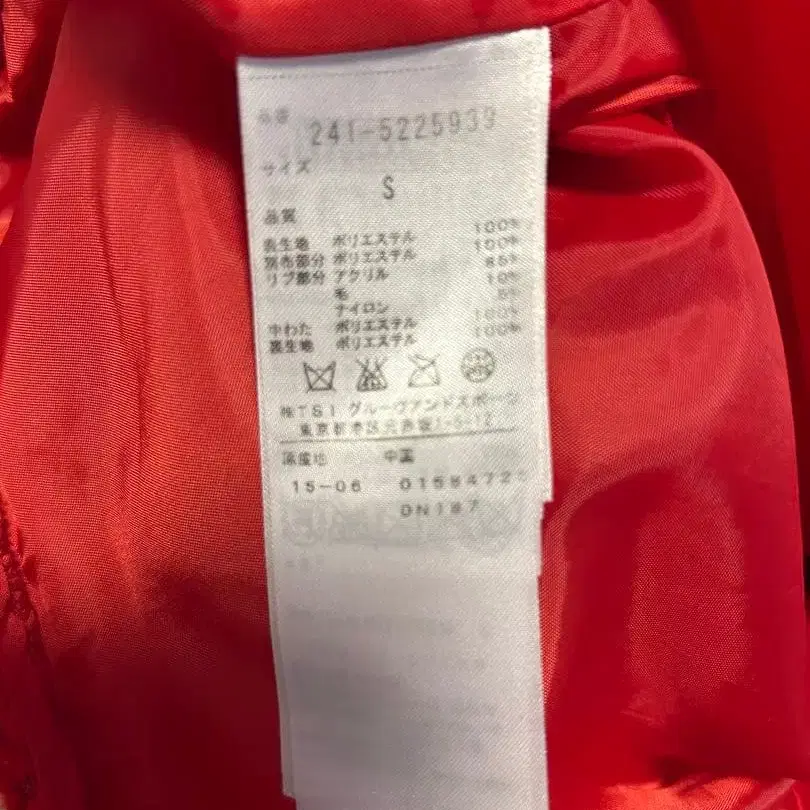 品番
241-5225939
サイズ
S
品質
表生地 ポリエステル 100%
別布部分 ポリエステル 100%
リブ部分 アクリル 85%
毛 10%
ナイロン 5%
中わた ポリエステル 100%
裏生地 ポリエステル 100%
㈱TSI グルーヴアンドスポーツ
東京都港区元赤坂1-5-12
原産地 中国
15-06 0158472
DN187